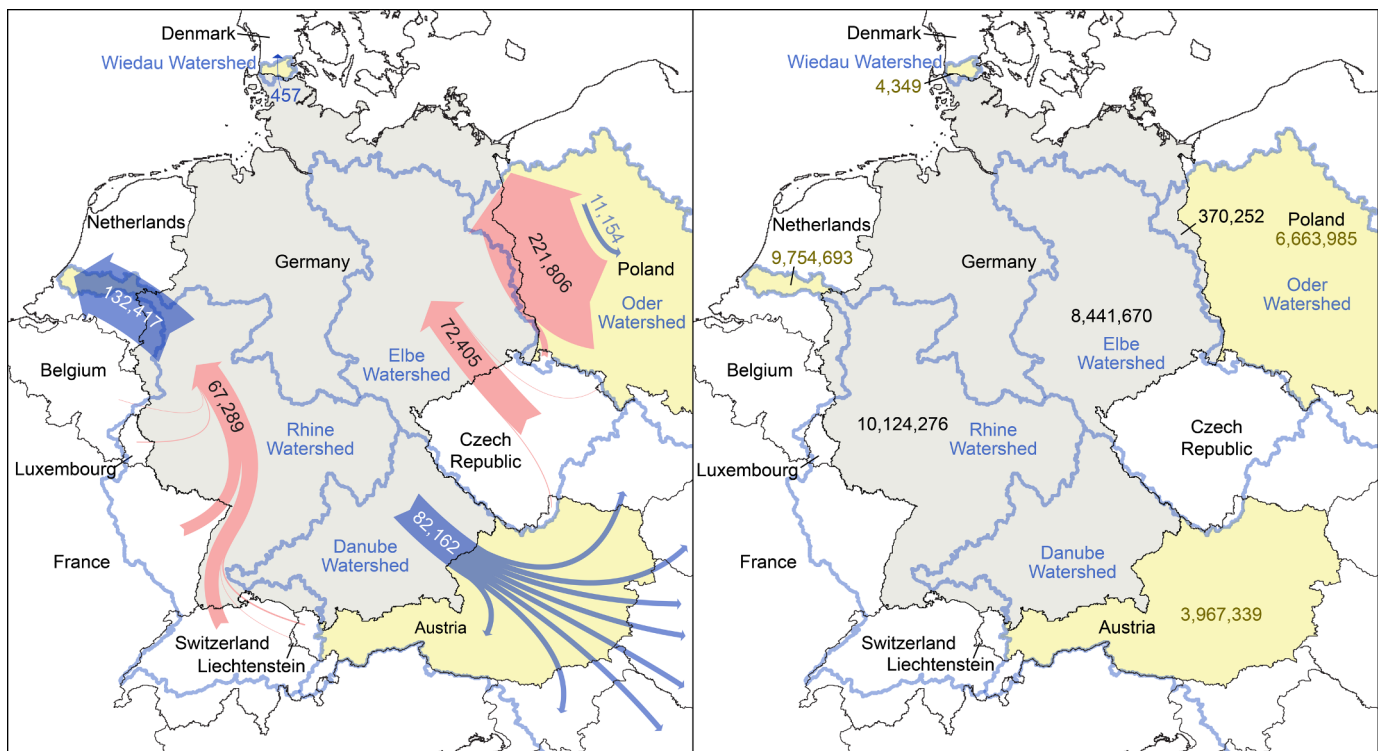 Denmark
Wiedau Watershed
457
Netherlands
Germany
11,154
221,806
Poland
Oder
Watershed
132,417
72,405
Elbe
Watershed
Belgium
67,289
Rhine
Watershed
Czech
Republic
Luxembourg
82,162
Danube
Watershed
France
Austria
Switzerland
Liechtenstein
Denmark
Wiedau Watershed
4,349
Netherlands
370,252
Poland
6,663,985
9,754,693
Germany
Oder
Watershed
8,441,670
Elbe
Watershed
Belgium
10,124,276
Rhine
Watershed
Czech
Republic
Luxembourg
Danube
Watershed
France
3,967,339
Austria
Switzerland
Liechtenstein